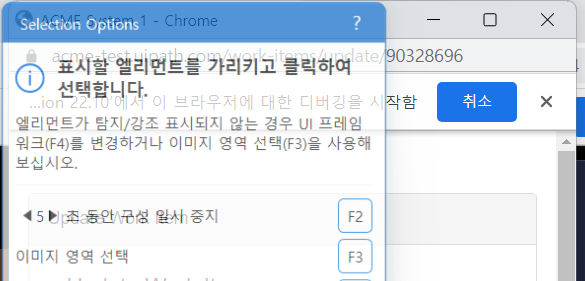 ACME System 1 - Chrome
Selection Options ?
acme-test.uipath.com/work-items/update/90328696
표시할 엘리먼트를 가리키고 클릭하여
선택합니다.
...ion 22.10'에서 이 브라우저에 대한 디버깅을 시작함
취소
엘리먼트가 탐지/강조 표시되지 않는 경우 UI 프레임
워크(F4)를 변경하거나 이미지 영역 선택(F3)을 사용해
보십시오.
5 초 동안 구성 일시 중지 F2
Update Work Item
이미지 영역 선택 F3